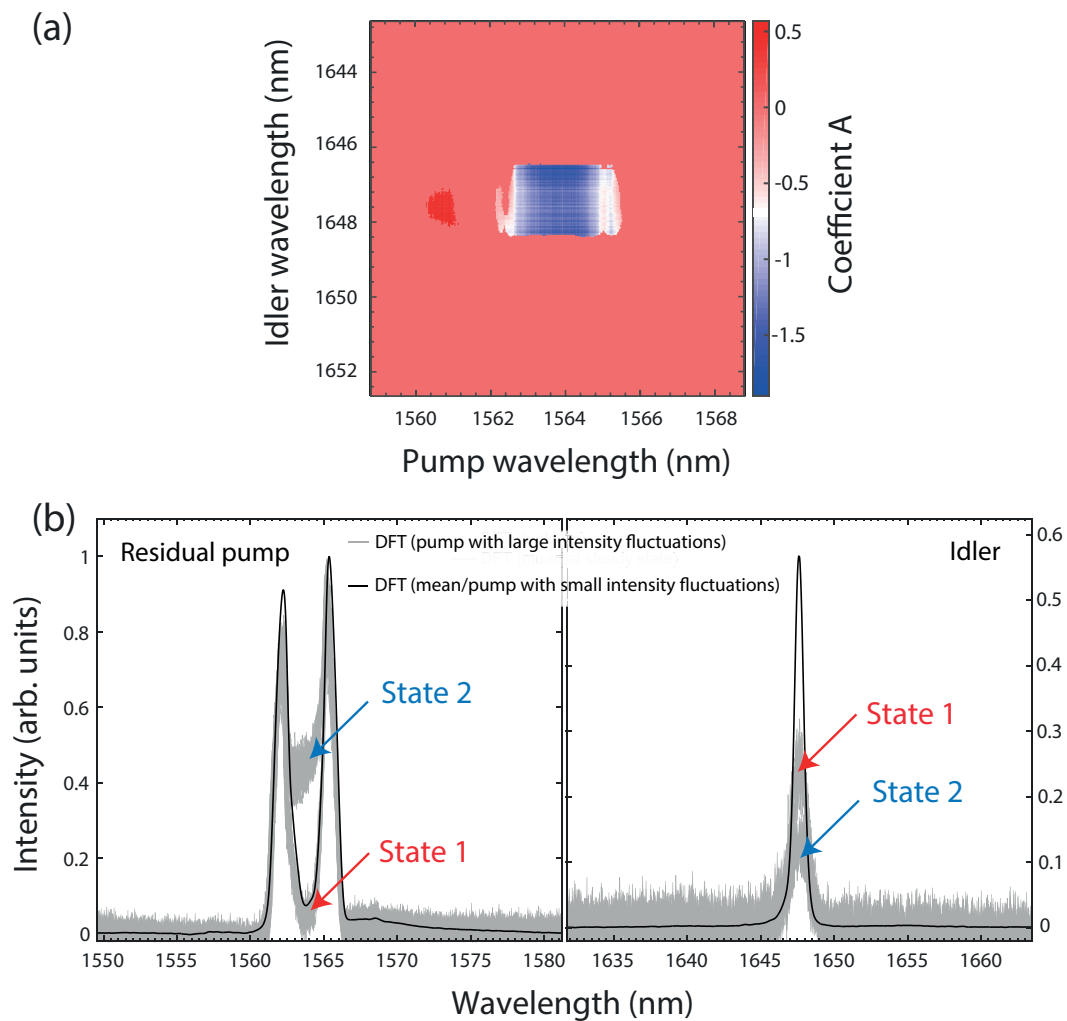 (a)
Idler wavelength (nm)
1644
1646
1648
1650
1652
1560
1562
1564
1566
1568
Pump wavelength (nm)
0.5
0
-0.5
-1
-1.5
Coefficient A
(b)
Residual pump
DFT (pump with large intensity fluctuations)
DFT (mean/pump with small intensity fluctuations)
Idler
Intensity (arb. units)
1
0.8
0.6
0.4
0.2
0
State 2
State 1
State 1
State 2
0.6
0.5
0.4
0.3
0.2
0.1
0
1550
1555
1560
1565
1570
1575
1580
1635
1640
1645
1650
1655
1660
Wavelength (nm)